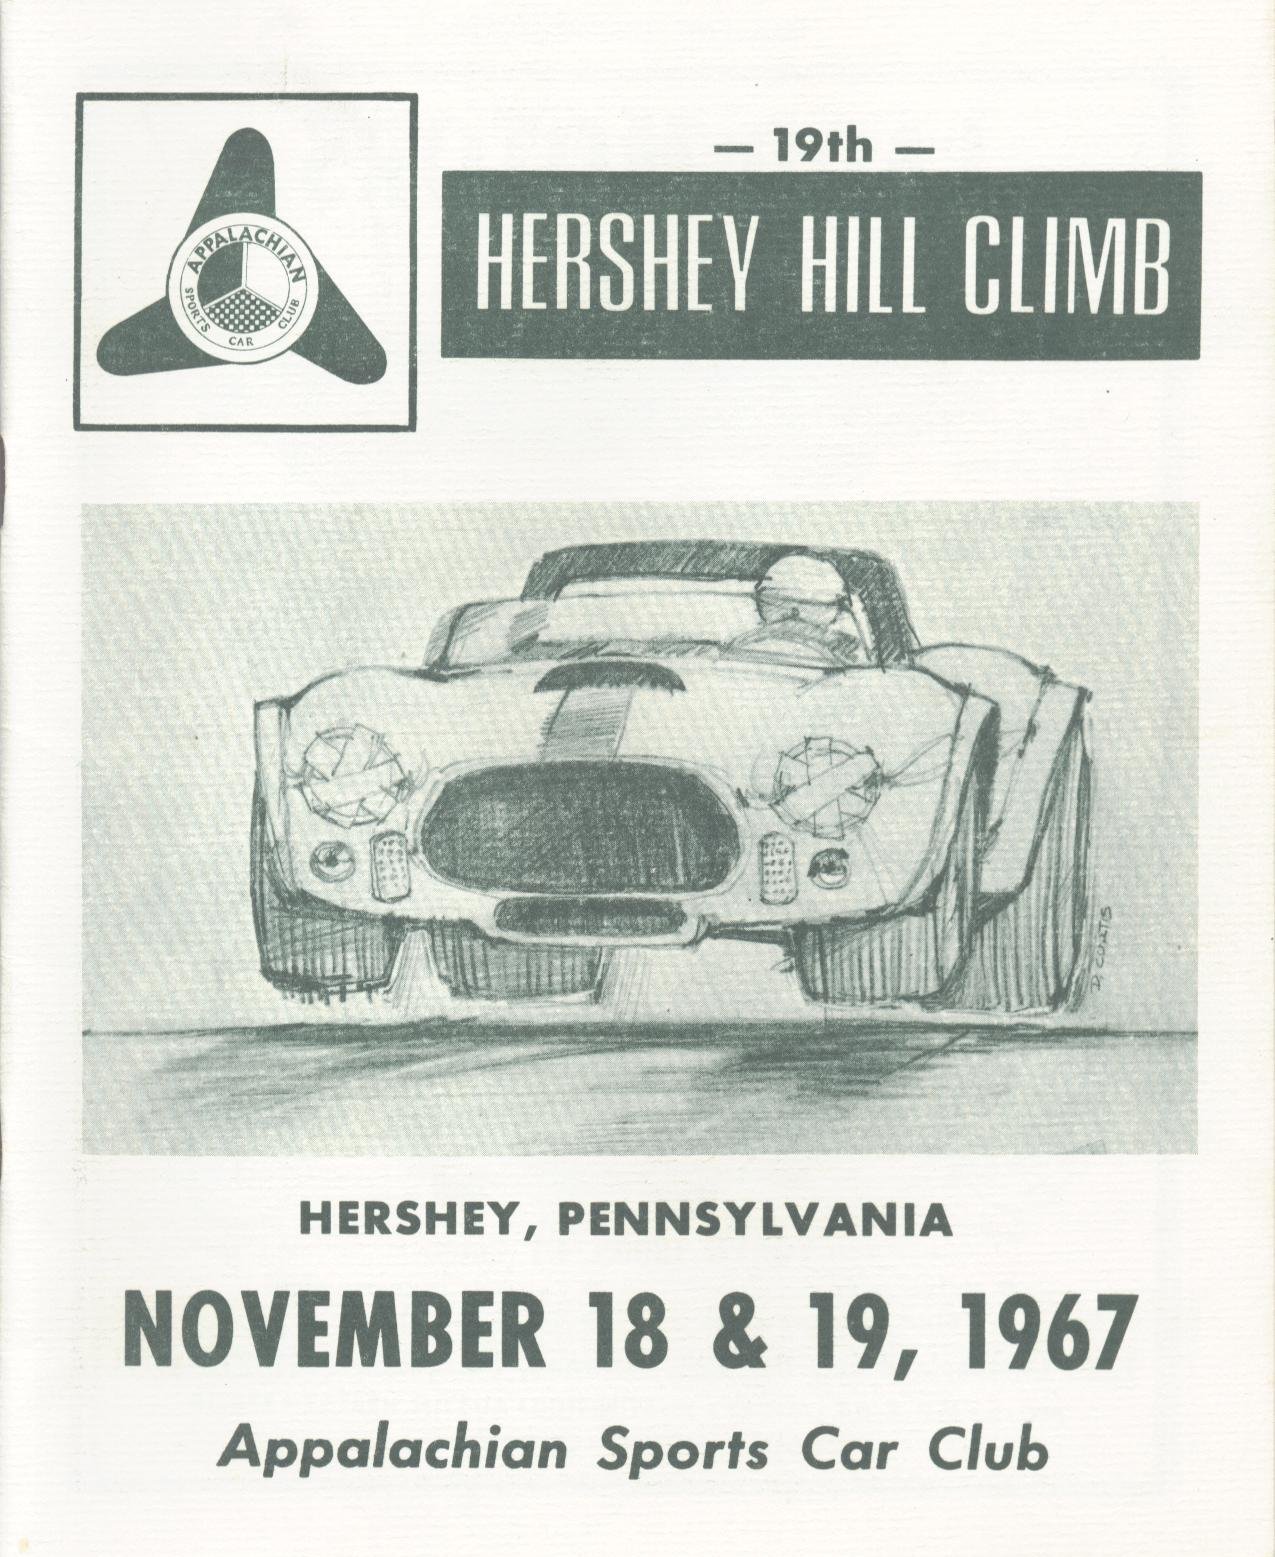 — 19th —
HERSHEY HILL CLIMB
APPALACHIAN
SPORTS CAR CLUB
D. COATS
HERSHEY, PENNSYLVANIA
NOVEMBER 18 & 19, 1967
Appalachian Sports Car Club